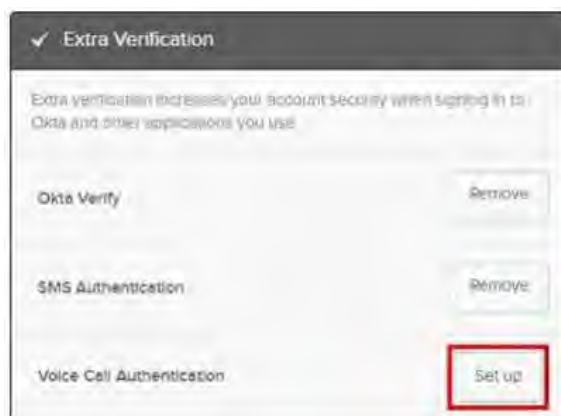 Extra Verification
Extra verification increases your account security when signing in to
Okta and other applications you use
Okta Verify
Remove
SMS Authentication
Remove
Voice Call Authentication
Set up